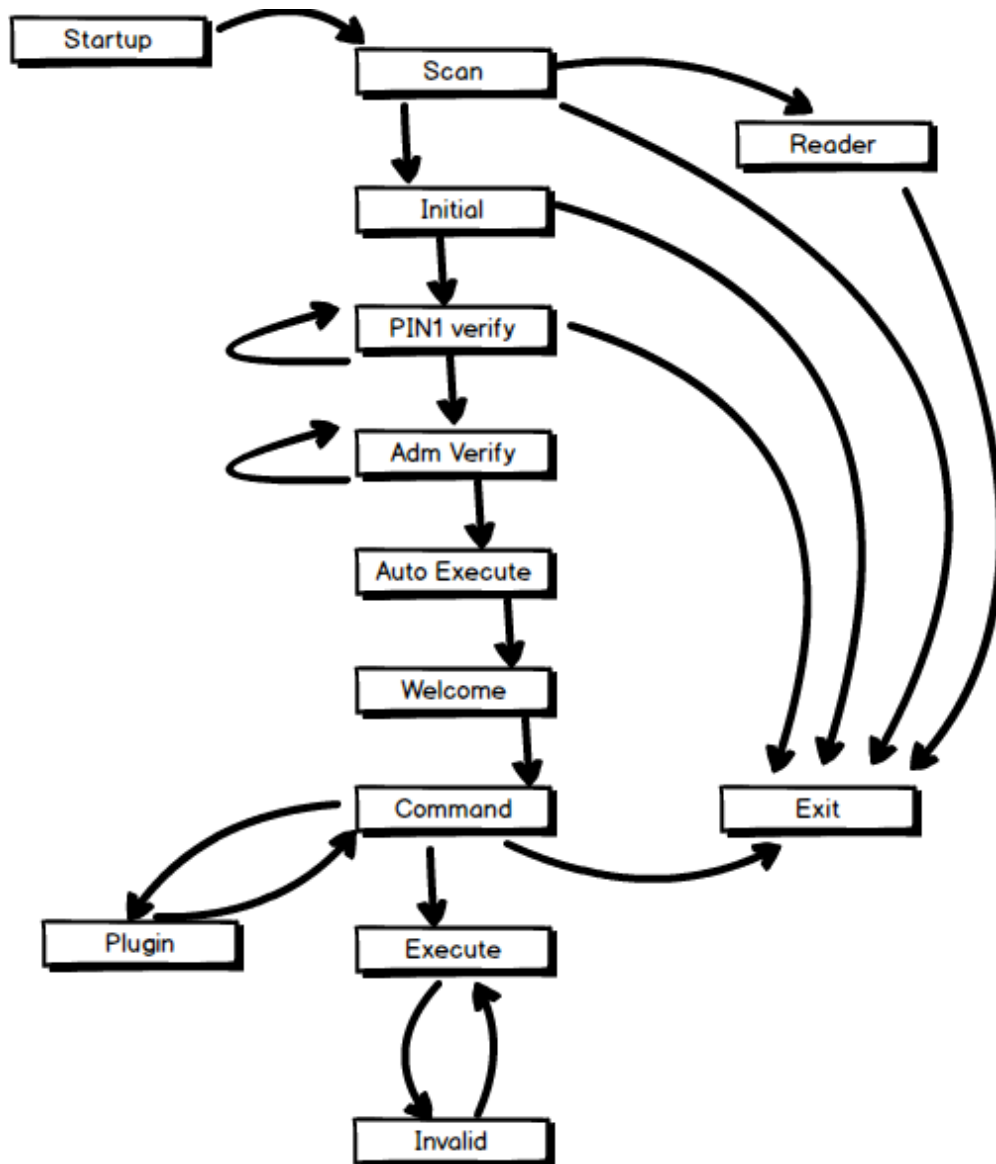 Startup
Scan
Reader
Initial
PIN1 verify
Adm Verify
Auto Execute
Welcome
Command
Exit
Plugin
Execute
Invalid